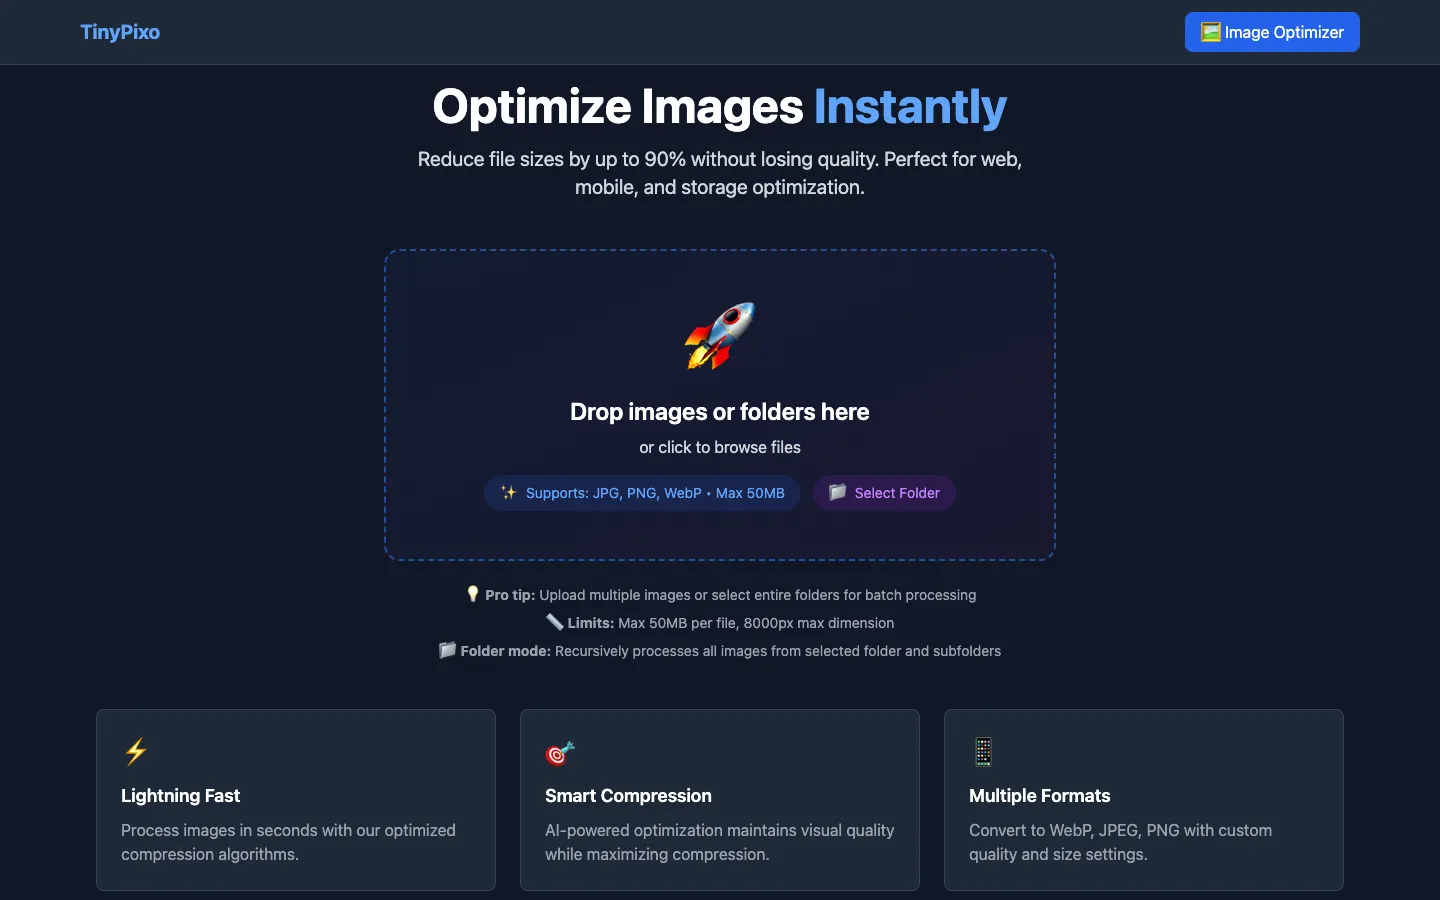 TinyPixo
Image Optimizer
Optimize Images Instantly
Reduce file sizes by up to 90% without losing quality. Perfect for web,
mobile, and storage optimization.
Drop images or folders here
or click to browse files
Supports: JPG, PNG, WebP • Max 50MB
Select Folder
Pro tip: Upload multiple images or select entire folders for batch processing
Limits: Max 50MB per file, 8000px max dimension
Folder mode: Recursively processes all images from selected folder and subfolders
Lightning Fast
Process images in seconds with our optimized
compression algorithms.
Smart Compression
AI-powered optimization maintains visual quality
while maximizing compression.
Multiple Formats
Convert to WebP, JPEG, PNG with custom
quality and size settings.